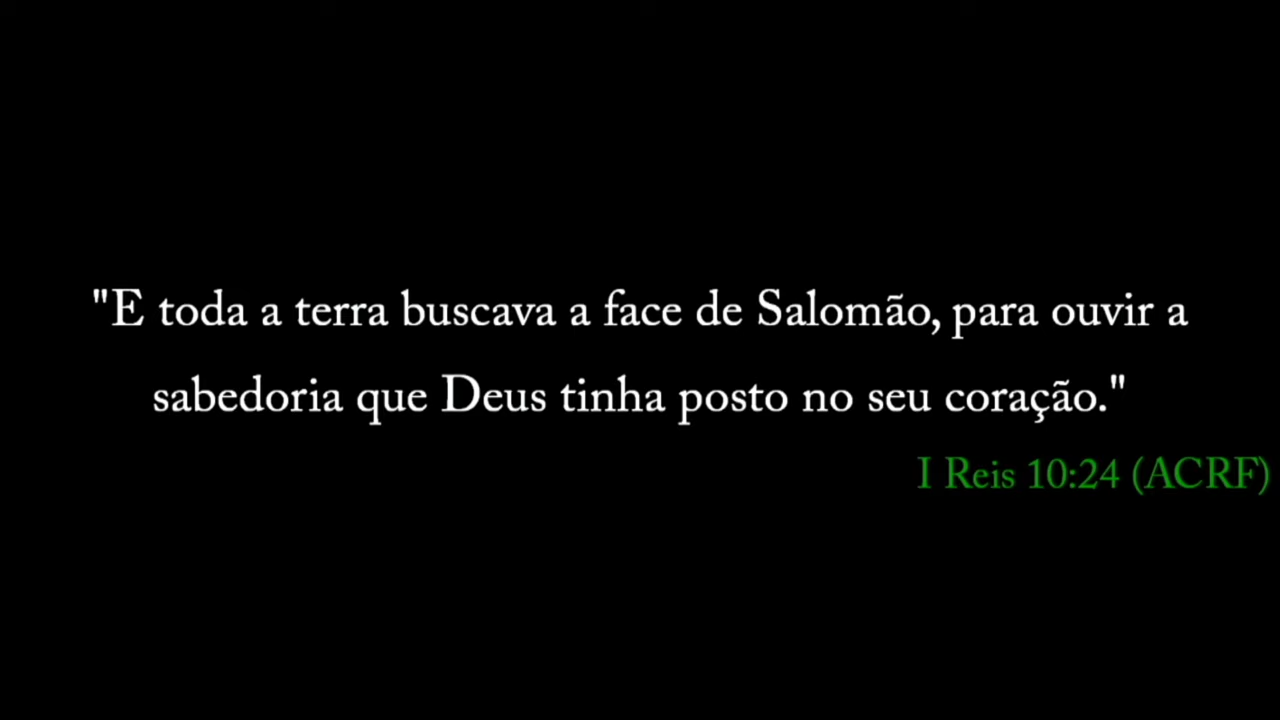 "E toda a terra buscava a face de Salomão, para ouvir a
sabedoria que Deus tinha posto no seu coração."
I Reis 10:24 (ACRF)